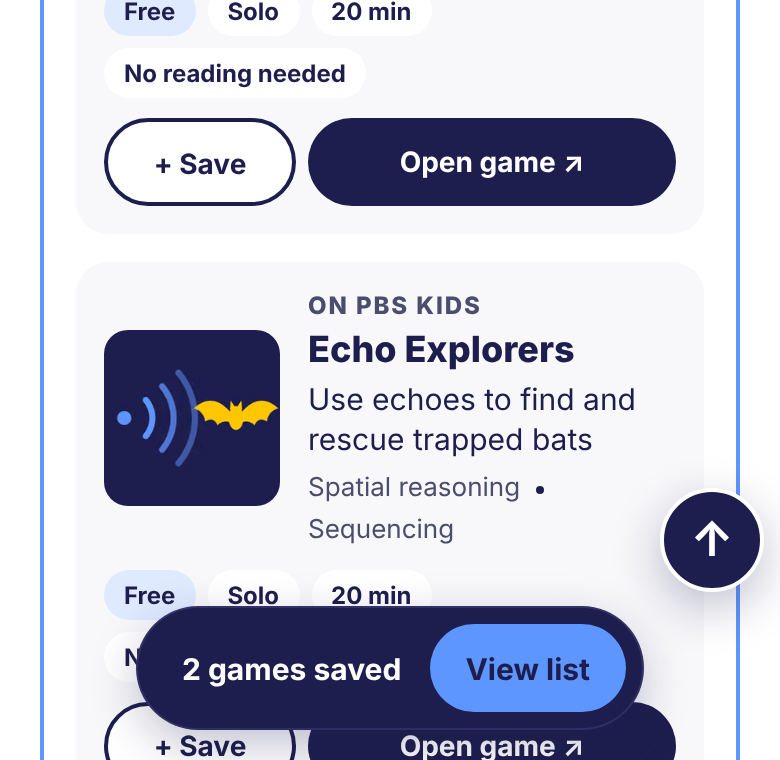 Free Solo 20 min
No reading needed
+ Save Open game ↗
ON PBS KIDS
Echo Explorers
Use echoes to find and
rescue trapped bats
Spatial reasoning •
Sequencing
Free Solo 20 min
2 games saved View list
+ Save Open game ↗